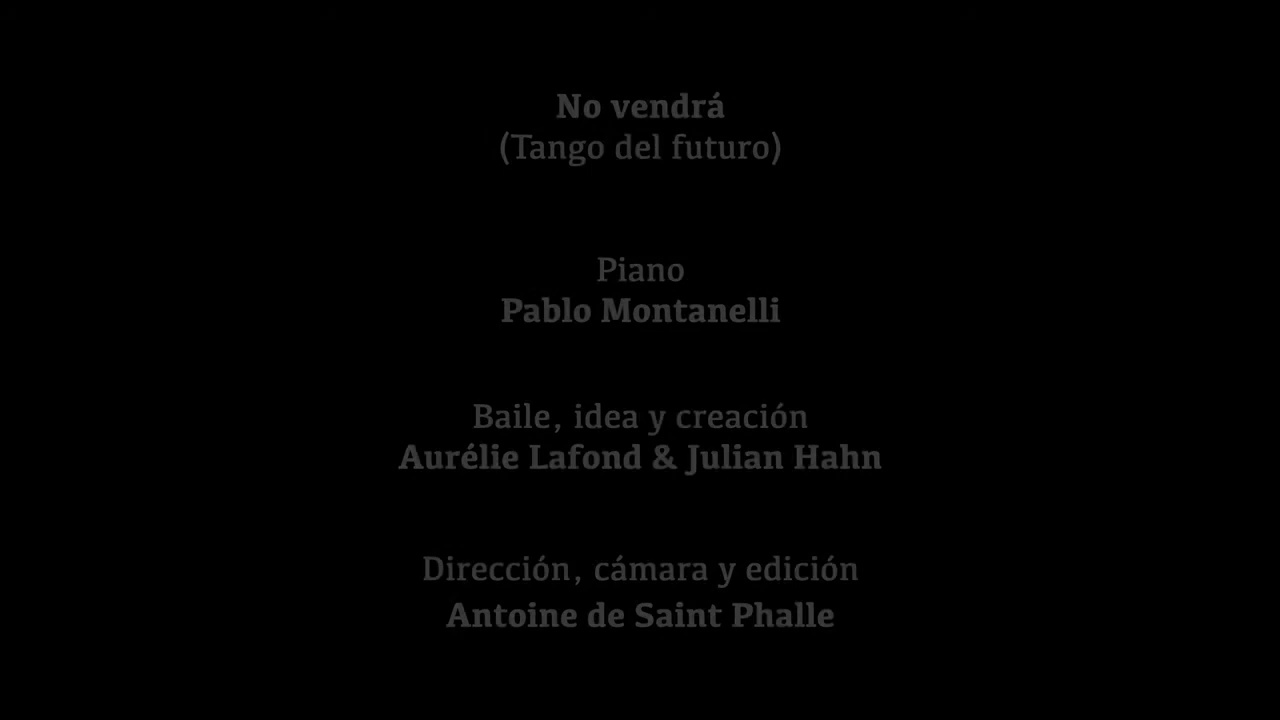 No vendrá
(Tango del futuro)
Piano
Pablo Montanelli
Baile, idea y creación
Aurélie Lafond & Julian Hahn
Dirección, cámara y edición
Antoine de Saint Phalle